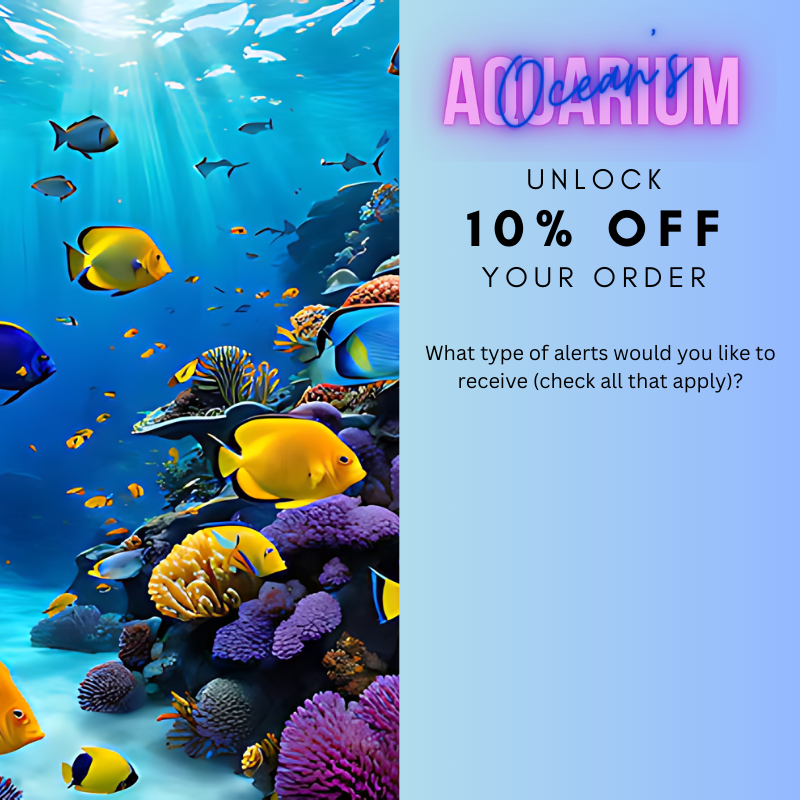 Ocean's
AQUARIUM
UNLOCK
10% OFF
YOUR ORDER
What type of alerts would you like to
receive (check all that apply)?